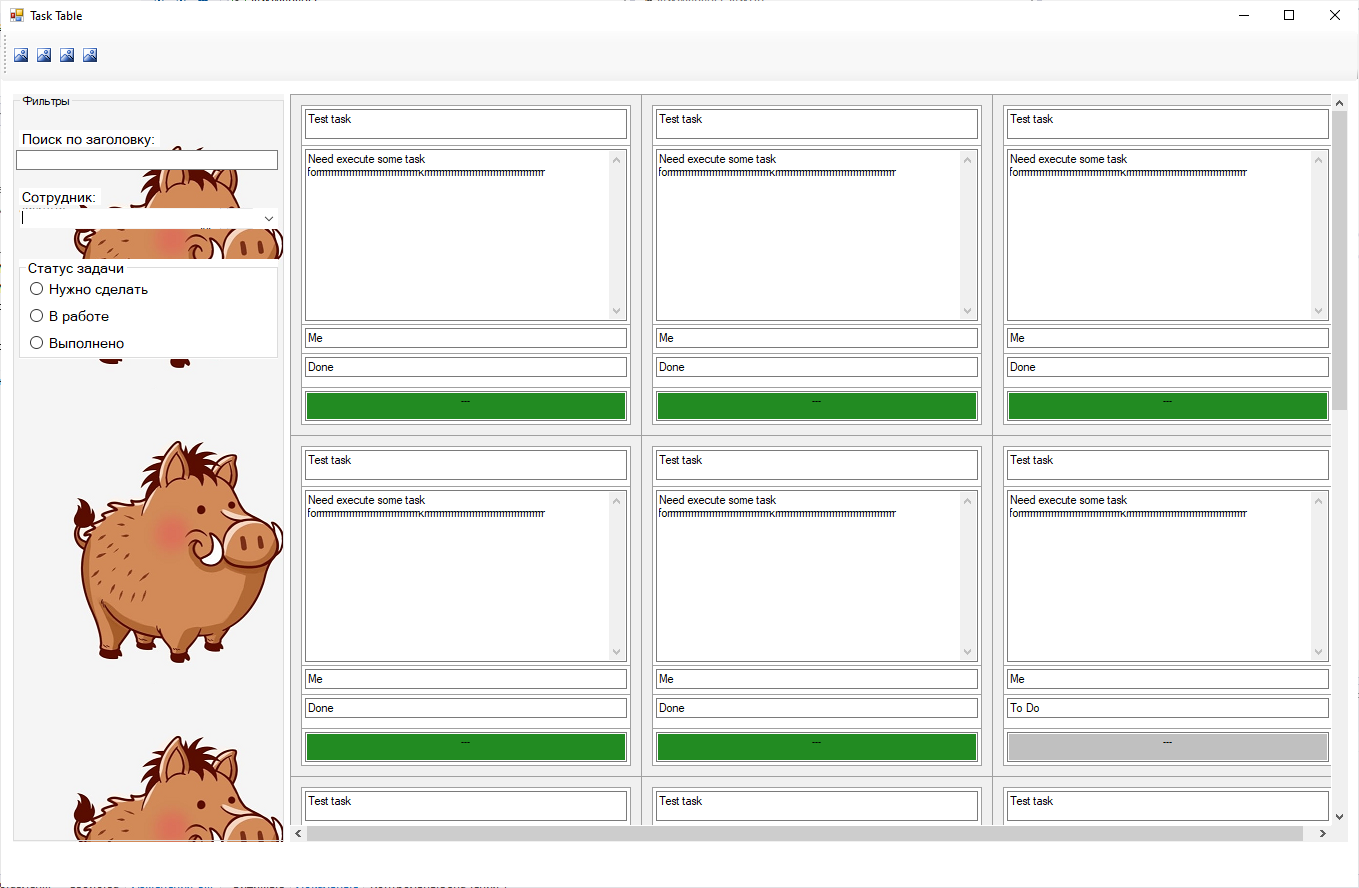 Task Table
Фильтры
Поиск по заголовку:
Сотрудник:
Статус задачи
Нужно сделать
В работе
Выполнено
Test task
Need execute some task
Me
Done
---
Test task
Need execute some task
Me
Done
---
Test task
Need execute some task
Me
Done
---
Test task
Need execute some task
Me
Done
---
Test task
Need execute some task
Me
Done
---
Test task
Need execute some task
Me
To Do
---
Test task
Test task
Test task